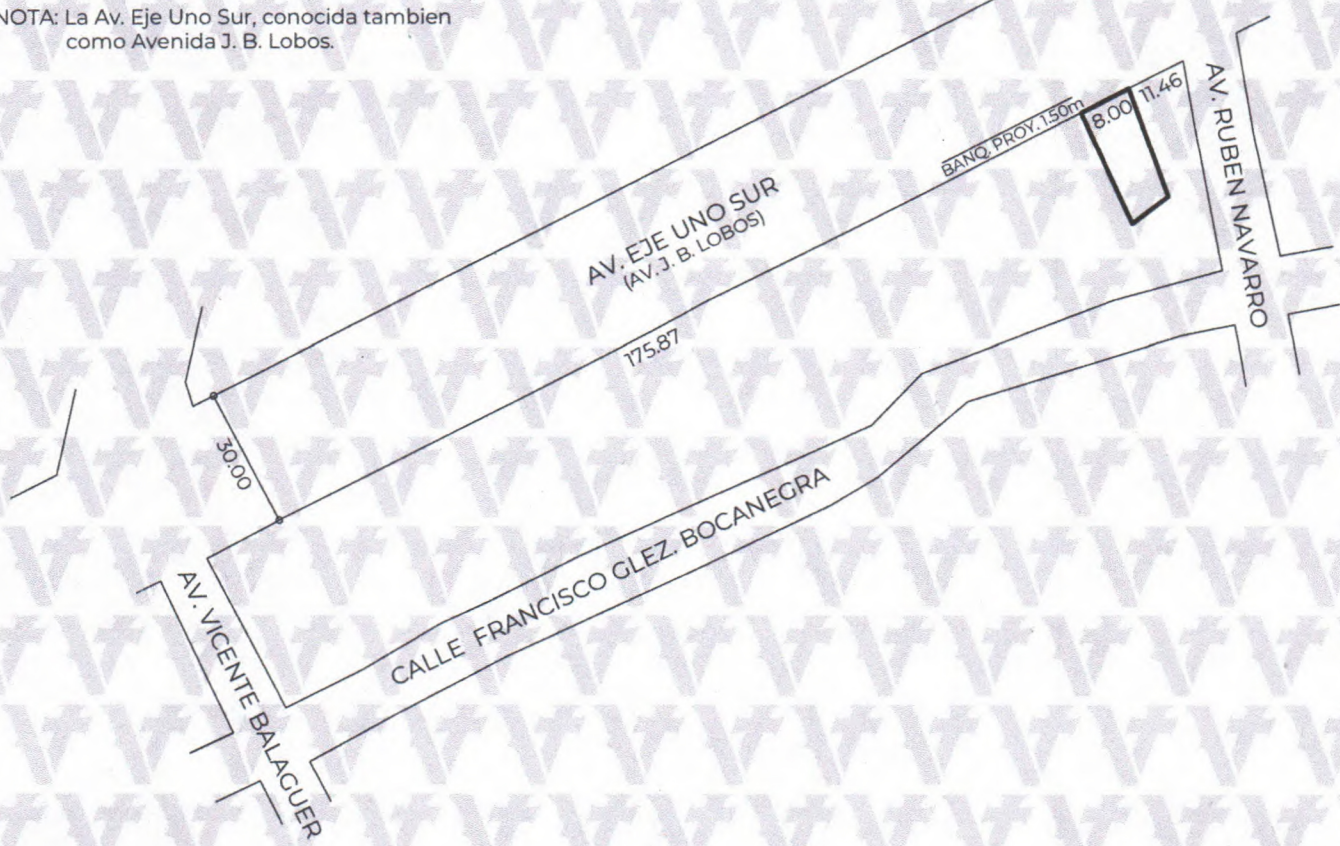 NOTA: La Av. Eje Uno Sur, conocida tambien
como Avenida J. B. Lobos.
BANQ. PROY. 1.50m
8.00
11.46
AV. RUBEN NAVARRO
AV. EJE UNO SUR
(AV. J. B. LOBOS)
175.87
30.00
CALLE FRANCISCO GLEZ. BOCANEGRA
AV. VICENTE BALAGUER